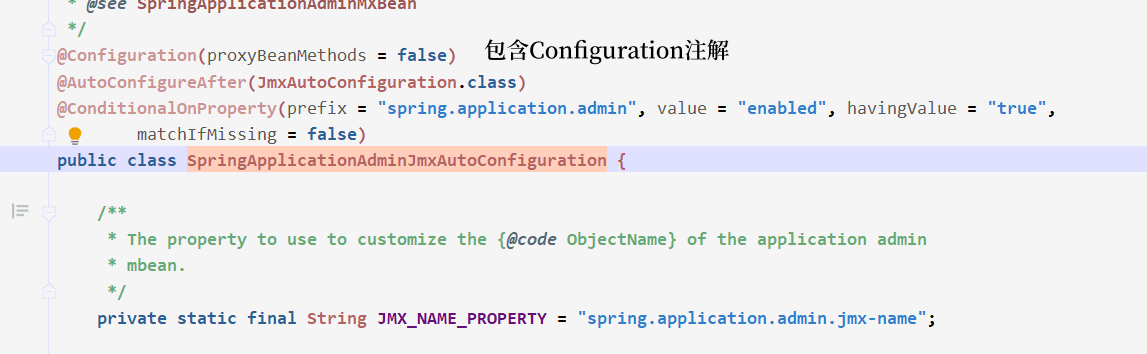 * @see SpringApplicationAdminMXBean
*/
@Configuration(proxyBeanMethods = false) 包含Configuration注解
@AutoConfigureAfter(JmxAutoConfiguration.class)
@ConditionalOnProperty(prefix = "spring.application.admin", value = "enabled", havingValue = "true",
matchIfMissing = false)
public class SpringApplicationAdminJmxAutoConfiguration {
/**
* The property to use to customize the {@code ObjectName} of the application admin
* mbean.
*/
private static final String JMX_NAME_PROPERTY = "spring.application.admin.jmx-name";